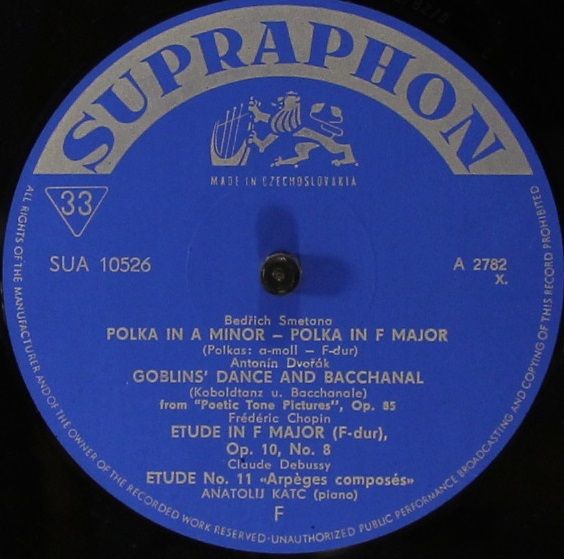 SUPRAPHON
MADE IN CZECHOSLOVAKIA
33
SUA 10526
A 2782
X.
Bedřich Smetana
POLKA IN A MINOR – POLKA IN F MAJOR
(Polkas: a-moll – F-dur)
Antonín Dvořák
GOBLINS' DANCE AND BACCHANAL
(Koboldtanz u. Bacchanale)
from "Poetic Tone Pictures", Op. 85
Frédéric Chopin
ETUDE IN F MAJOR (F-dur),
Op. 10, No. 8
Claude Debussy
ETUDE No. 11 «Arpèges composés»
ANATOLIJ KATC (piano)
F
ALL RIGHTS OF THE MANUFACTURER AND OF THE OWNER OF THE RECORDED WORK RESERVED-UNAUTHORIZED PUBLIC PERFORMANCE BROADCASTING AND COPYING OF THIS RECORD PROHIBITED